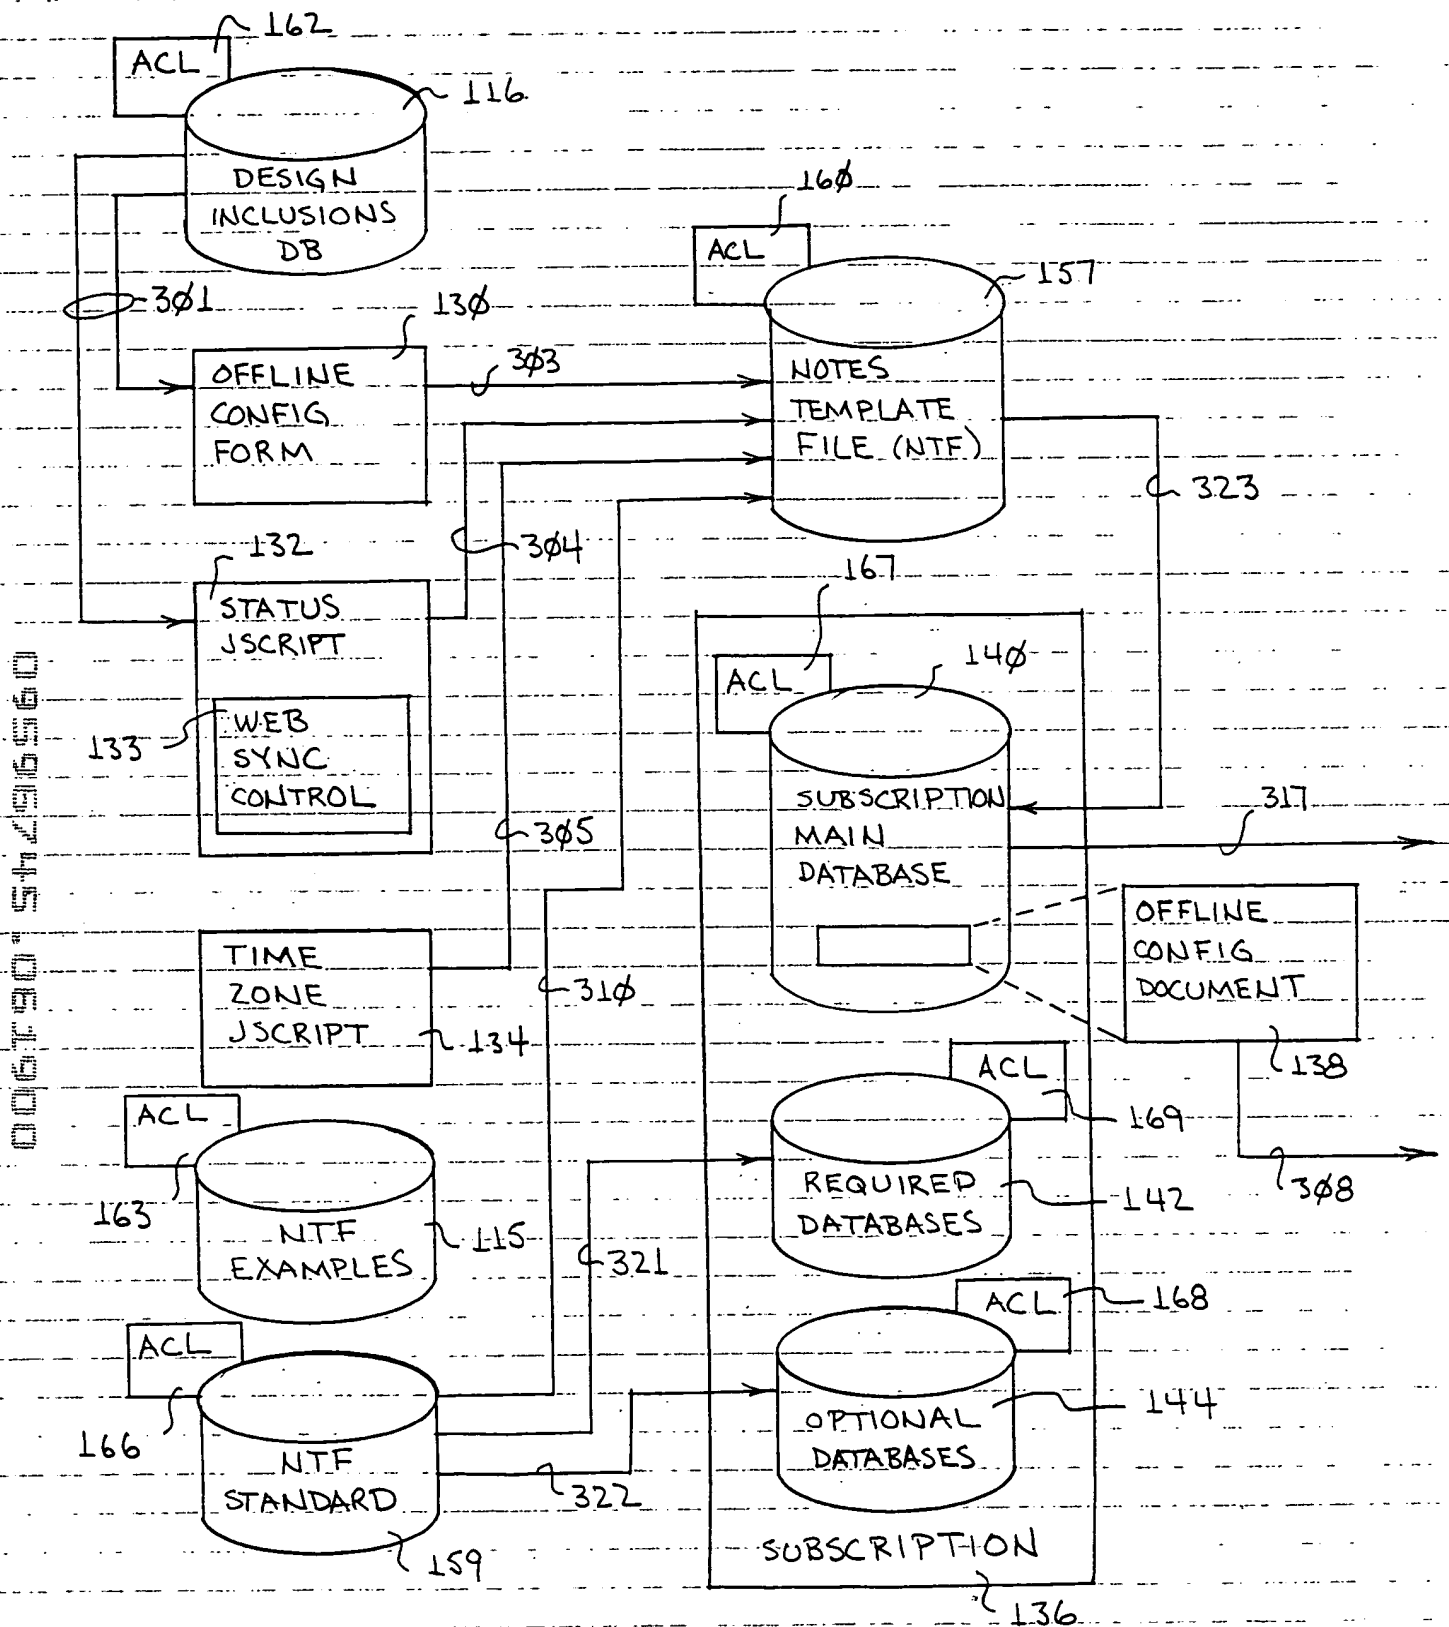 162
ACL
116
DESIGN
INCLUSIONS
DB
160
ACL
157
301
130
OFFLINE
CONFIG
FORM
303
NOTES
TEMPLATE
FILE (NTF)
323
304
132
STATUS
JSCRIPT
167
ACL
140
133
WEB
SYNC
CONTROL
305
SUBSCRIPTION
MAIN
DATABASE
317
OFFLINE
CONFIG
DOCUMENT
138
TIME
ZONE
JSCRIPT
134
310
ACL
169
308
ACL
163
NTF
EXAMPLES
115
321
REQUIRED
DATABASES
142
ACL
168
ACL
166
NTF
STANDARD
159
322
OPTIONAL
DATABASES
144
SUBSCRIPTION
136
09596745.061900